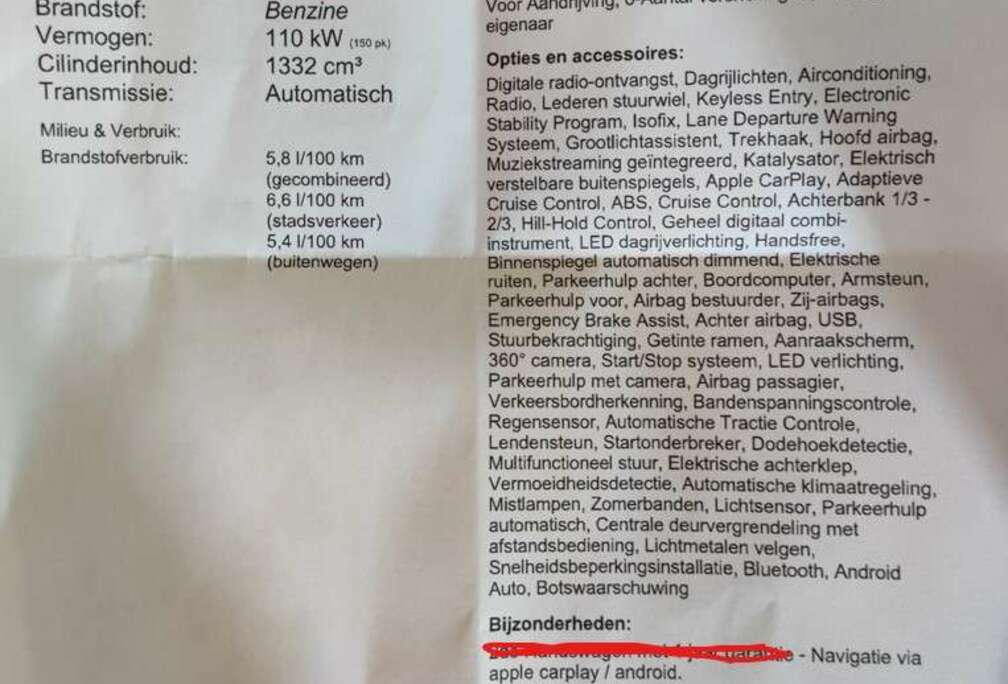 Brandstof: Benzine
Vermogen: 110 kW (150 pk)
Cilinderinhoud: 1332 cm³
Transmissie: Automatisch
Milieu & Verbruik:
Brandstofverbruik: 5,8 l/100 km
(gecombineerd)
6,6 l/100 km
(stadsverkeer)
5,4 l/100 km
(buitenwegen)
Voor Aandrijving,
eigenaar
Opties en accessoires:
Digitale radio-ontvangst, Dagrijlichten, Airconditioning,
Radio, Lederen stuurwiel, Keyless Entry, Electronic
Stability Program, Isofix, Lane Departure Warning
Systeem, Grootlichtassistent, Trekhaak, Hoofd airbag,
Muziekstreaming geïntegreerd, Katalysator, Elektrisch
verstelbare buitenspiegels, Apple CarPlay, Adaptieve
Cruise Control, ABS, Cruise Control, Achterbank 1/3 -
2/3, Hill-Hold Control, Geheel digitaal combi-
instrument, LED dagrijverlichting, Handsfree,
Binnenspiegel automatisch dimmend, Elektrische
ruiten, Parkeerhulp achter, Boordcomputer, Armsteun,
Parkeerhulp voor, Airbag bestuurder, Zij-airbags,
Emergency Brake Assist, Achter airbag, USB,
Stuurbekrachtiging, Getinte ramen, Aanraakscherm,
360° camera, Start/Stop systeem, LED verlichting,
Parkeerhulp met camera, Airbag passagier,
Verkeersbordherkenning, Bandenspanningscontrole,
Regensensor, Automatische Tractie Controle,
Lendensteun, Startonderbreker, Dodehoekdetectie,
Multifunctioneel stuur, Elektrische achterklep,
Vermoeidheidsdetectie, Automatische klimaatregeling,
Mistlampen, Zomerbanden, Lichtsensor, Parkeerhulp
automatisch, Centrale deurvergrendeling met
afstandsbediening, Lichtmetalen velgen,
Snelheidsbeperkingsinstallatie, Bluetooth, Android
Auto, Botswaarschuwing
Bijzonderheden:
garantie - Navigatie via
apple carplay / android.